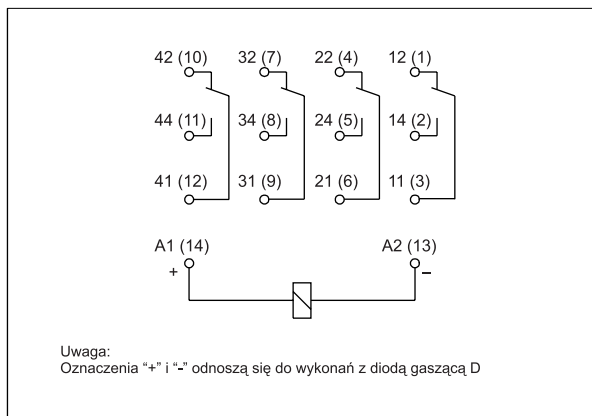 42 (10) 32 (7) 22 (4) 12 (1)
44 (11) 34 (8) 24 (5) 14 (2)
41 (12) 31 (9) 21 (6) 11 (3)
A1 (14) A2 (13)
+ –
Uwaga:
Oznaczenia “+” i “-” odnoszą się do wykonań z diodą gaszącą D